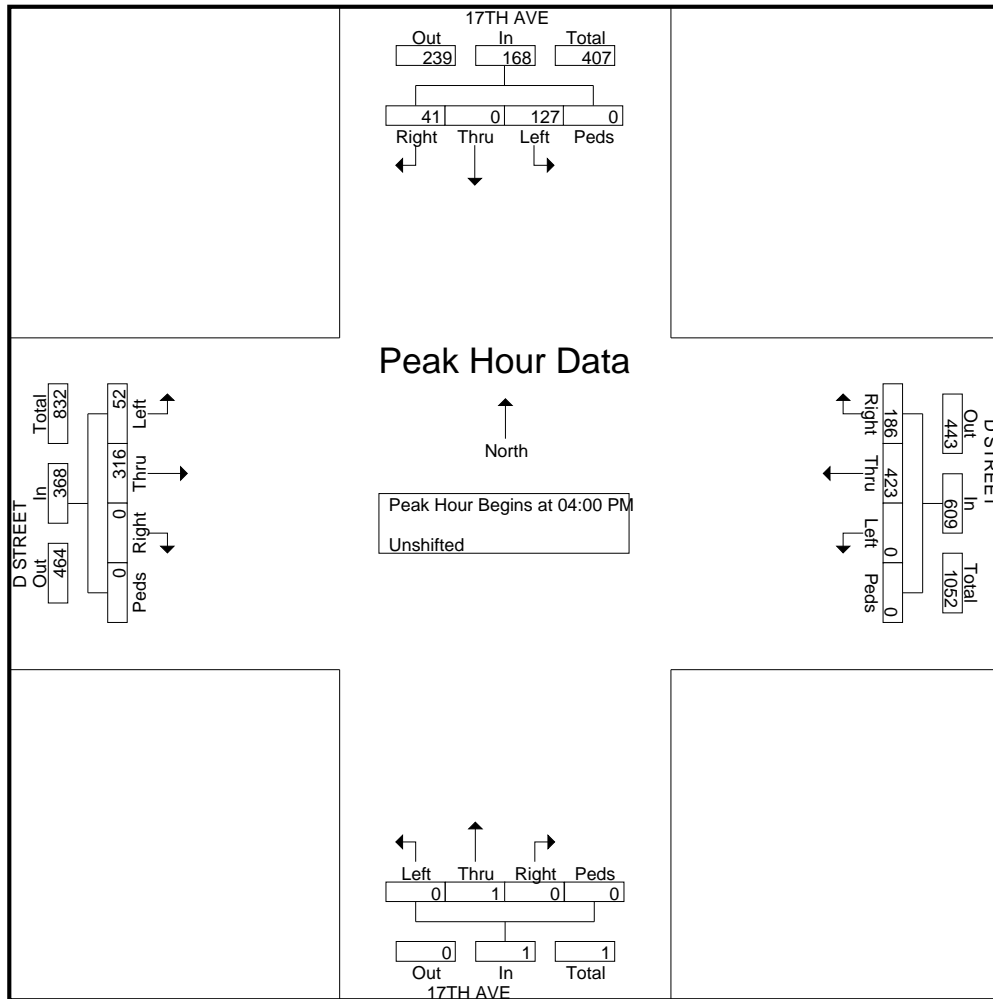 17TH AVE
Out In Total
239 168 407
41 0 127 0
Right Thru Left Peds
Peak Hour Data
North
Peak Hour Begins at 04:00 PM
Unshifted
D STREET
Out In Total
464 368 832
Left Thru Right Peds
52 316 0 0
D STREET
Out In Total
443 609 1052
186 423 0 0
Right Thru Left Peds
Left Thru Right Peds
0 1 0 0
0 1 1
Out In Total
17TH AVE